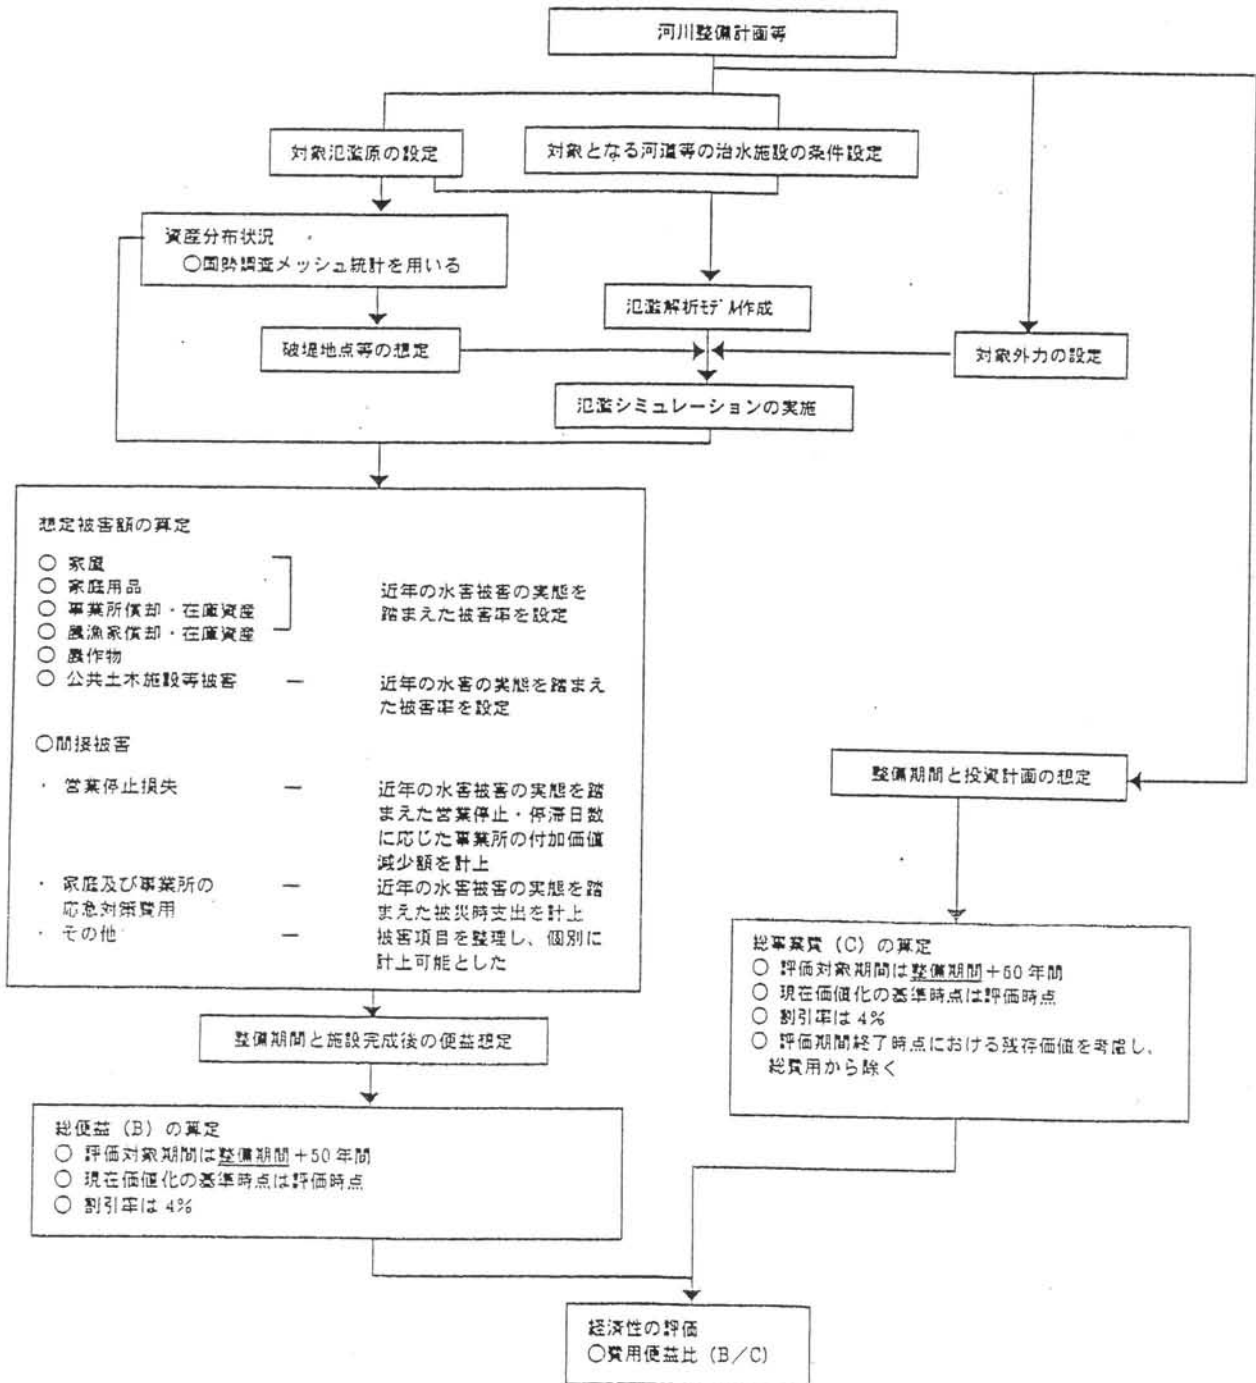 河川整備計画等
対象氾濫原の設定
対象となる河道等の治水施設の条件設定
資産分布状況
○国勢調査メッシュ統計を用いる
氾濫解析モデル作成
破堤地点等の想定
対象外力の設定
氾濫シミュレーションの実施
想定被害額の算定
○ 家屋
○ 家庭用品
○ 事業所償却・在庫資産
○ 農漁家償却・在庫資産
近年の水害被害の実態を
踏まえた被害率を設定
○ 農作物
○ 公共土木施設等被害 ― 近年の水害の実態を踏まえ
た被害率を設定
○間接被害
・ 営業停止損失 ― 近年の水害被害の実態を踏
まえた営業停止・停滞日数
に応じた事業所の付加価値
減少額を計上
・ 家庭及び事業所の ― 近年の水害被害の実態を踏
応急対策費用 まえた被災時支出を計上
・ その他 ― 被害項目を整理し、個別に
計上可能とした
整備期間と投資計画の想定
総事業費 (C) の算定
○ 評価対象期間は整備期間+50年間
○ 現在価値化の基準時点は評価時点
○ 割引率は4%
○ 評価期間終了時点における残存価値を考慮し、
総費用から除く
整備期間と施設完成後の便益想定
総便益 (B) の算定
○ 評価対象期間は整備期間+50年間
○ 現在価値化の基準時点は評価時点
○ 割引率は4%
経済性の評価
○費用便益比 (B/C)